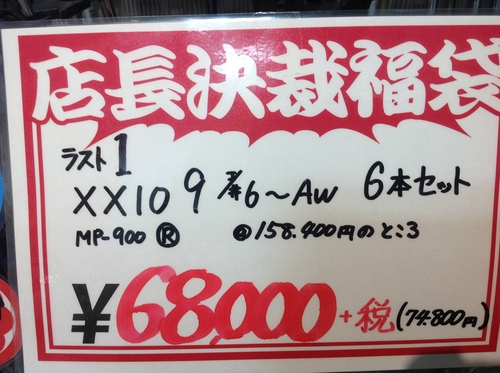 店長決裁福袋
ラスト1
XX10 9 I#6～AW 6本セット
MP-900 Ⓡ @158.400円のところ
¥68,000+税(74.800円)